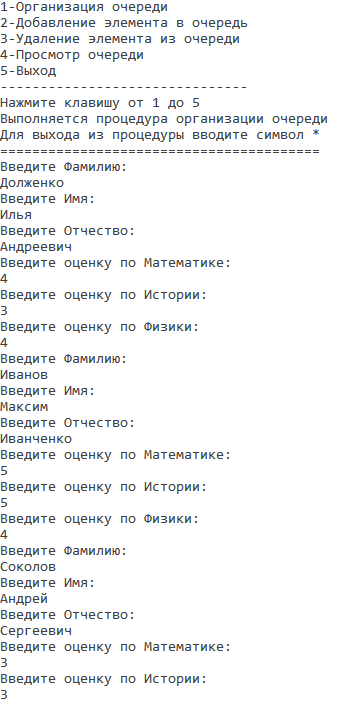 1-Организация очереди
2-Добавление элемента в очередь
3-Удаление элемента из очереди
4-Просмотр очереди
5-Выход
-------------------------------
Нажмите клавишу от 1 до 5
Выполняется процедура организации очереди
Для выхода из процедуры вводите символ *
========================================
Введите Фамилию:
Долженко
Введите Имя:
Илья
Введите Отчество:
Андреевич
Введите оценку по Математике:
4
Введите оценку по Истории:
3
Введите оценку по Физики:
4
Введите Фамилию:
Иванов
Введите Имя:
Максим
Введите Отчество:
Иванченко
Введите оценку по Математике:
5
Введите оценку по Истории:
5
Введите оценку по Физики:
4
Введите Фамилию:
Соколов
Введите Имя:
Андрей
Введите Отчество:
Сергеевич
Введите оценку по Математике:
3
Введите оценку по Истории:
3